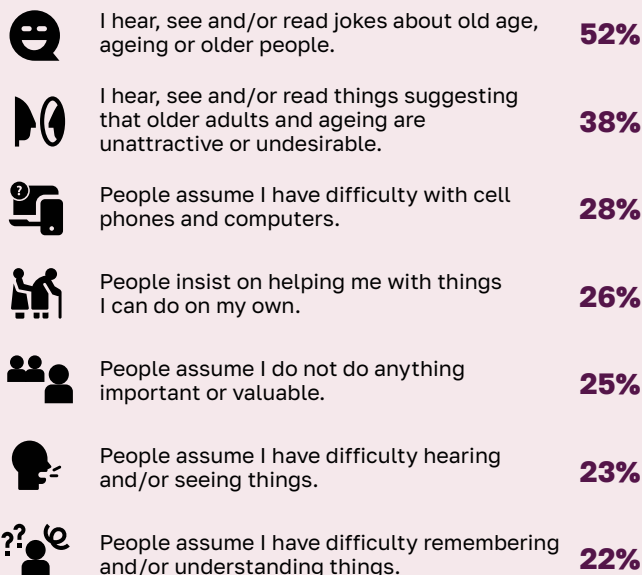 I hear, see and/or read jokes about old age,
ageing or older people.
52%
I hear, see and/or read things suggesting
that older adults and ageing are
unattractive or undesirable.
38%
?
People assume I have difficulty with cell
phones and computers.
28%
People insist on helping me with things
I can do on my own.
26%
People assume I do not do anything
important or valuable.
25%
People assume I have difficulty hearing
and/or seeing things.
23%
??
People assume I have difficulty remembering
and/or understanding things.
22%